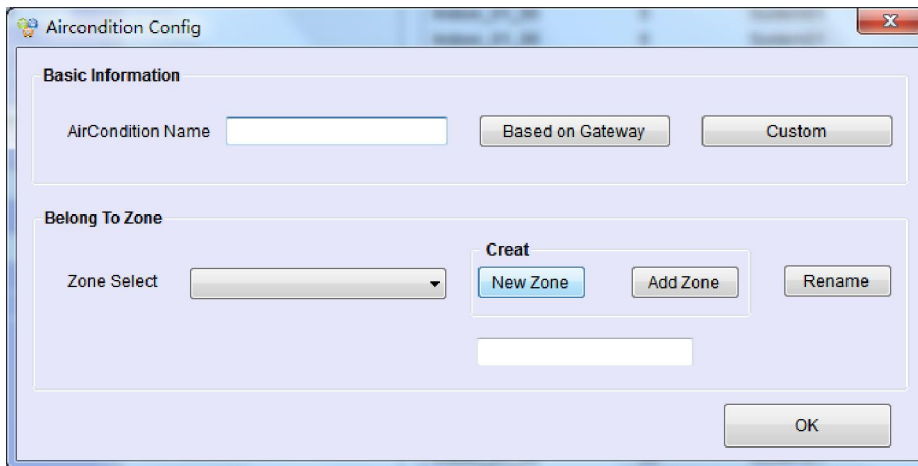 Aircondition Config
Basic Information
AirCondition Name
Based on Gateway
Custom
Belong To Zone
Zone Select
Creat
New Zone
Add Zone
Rename
OK